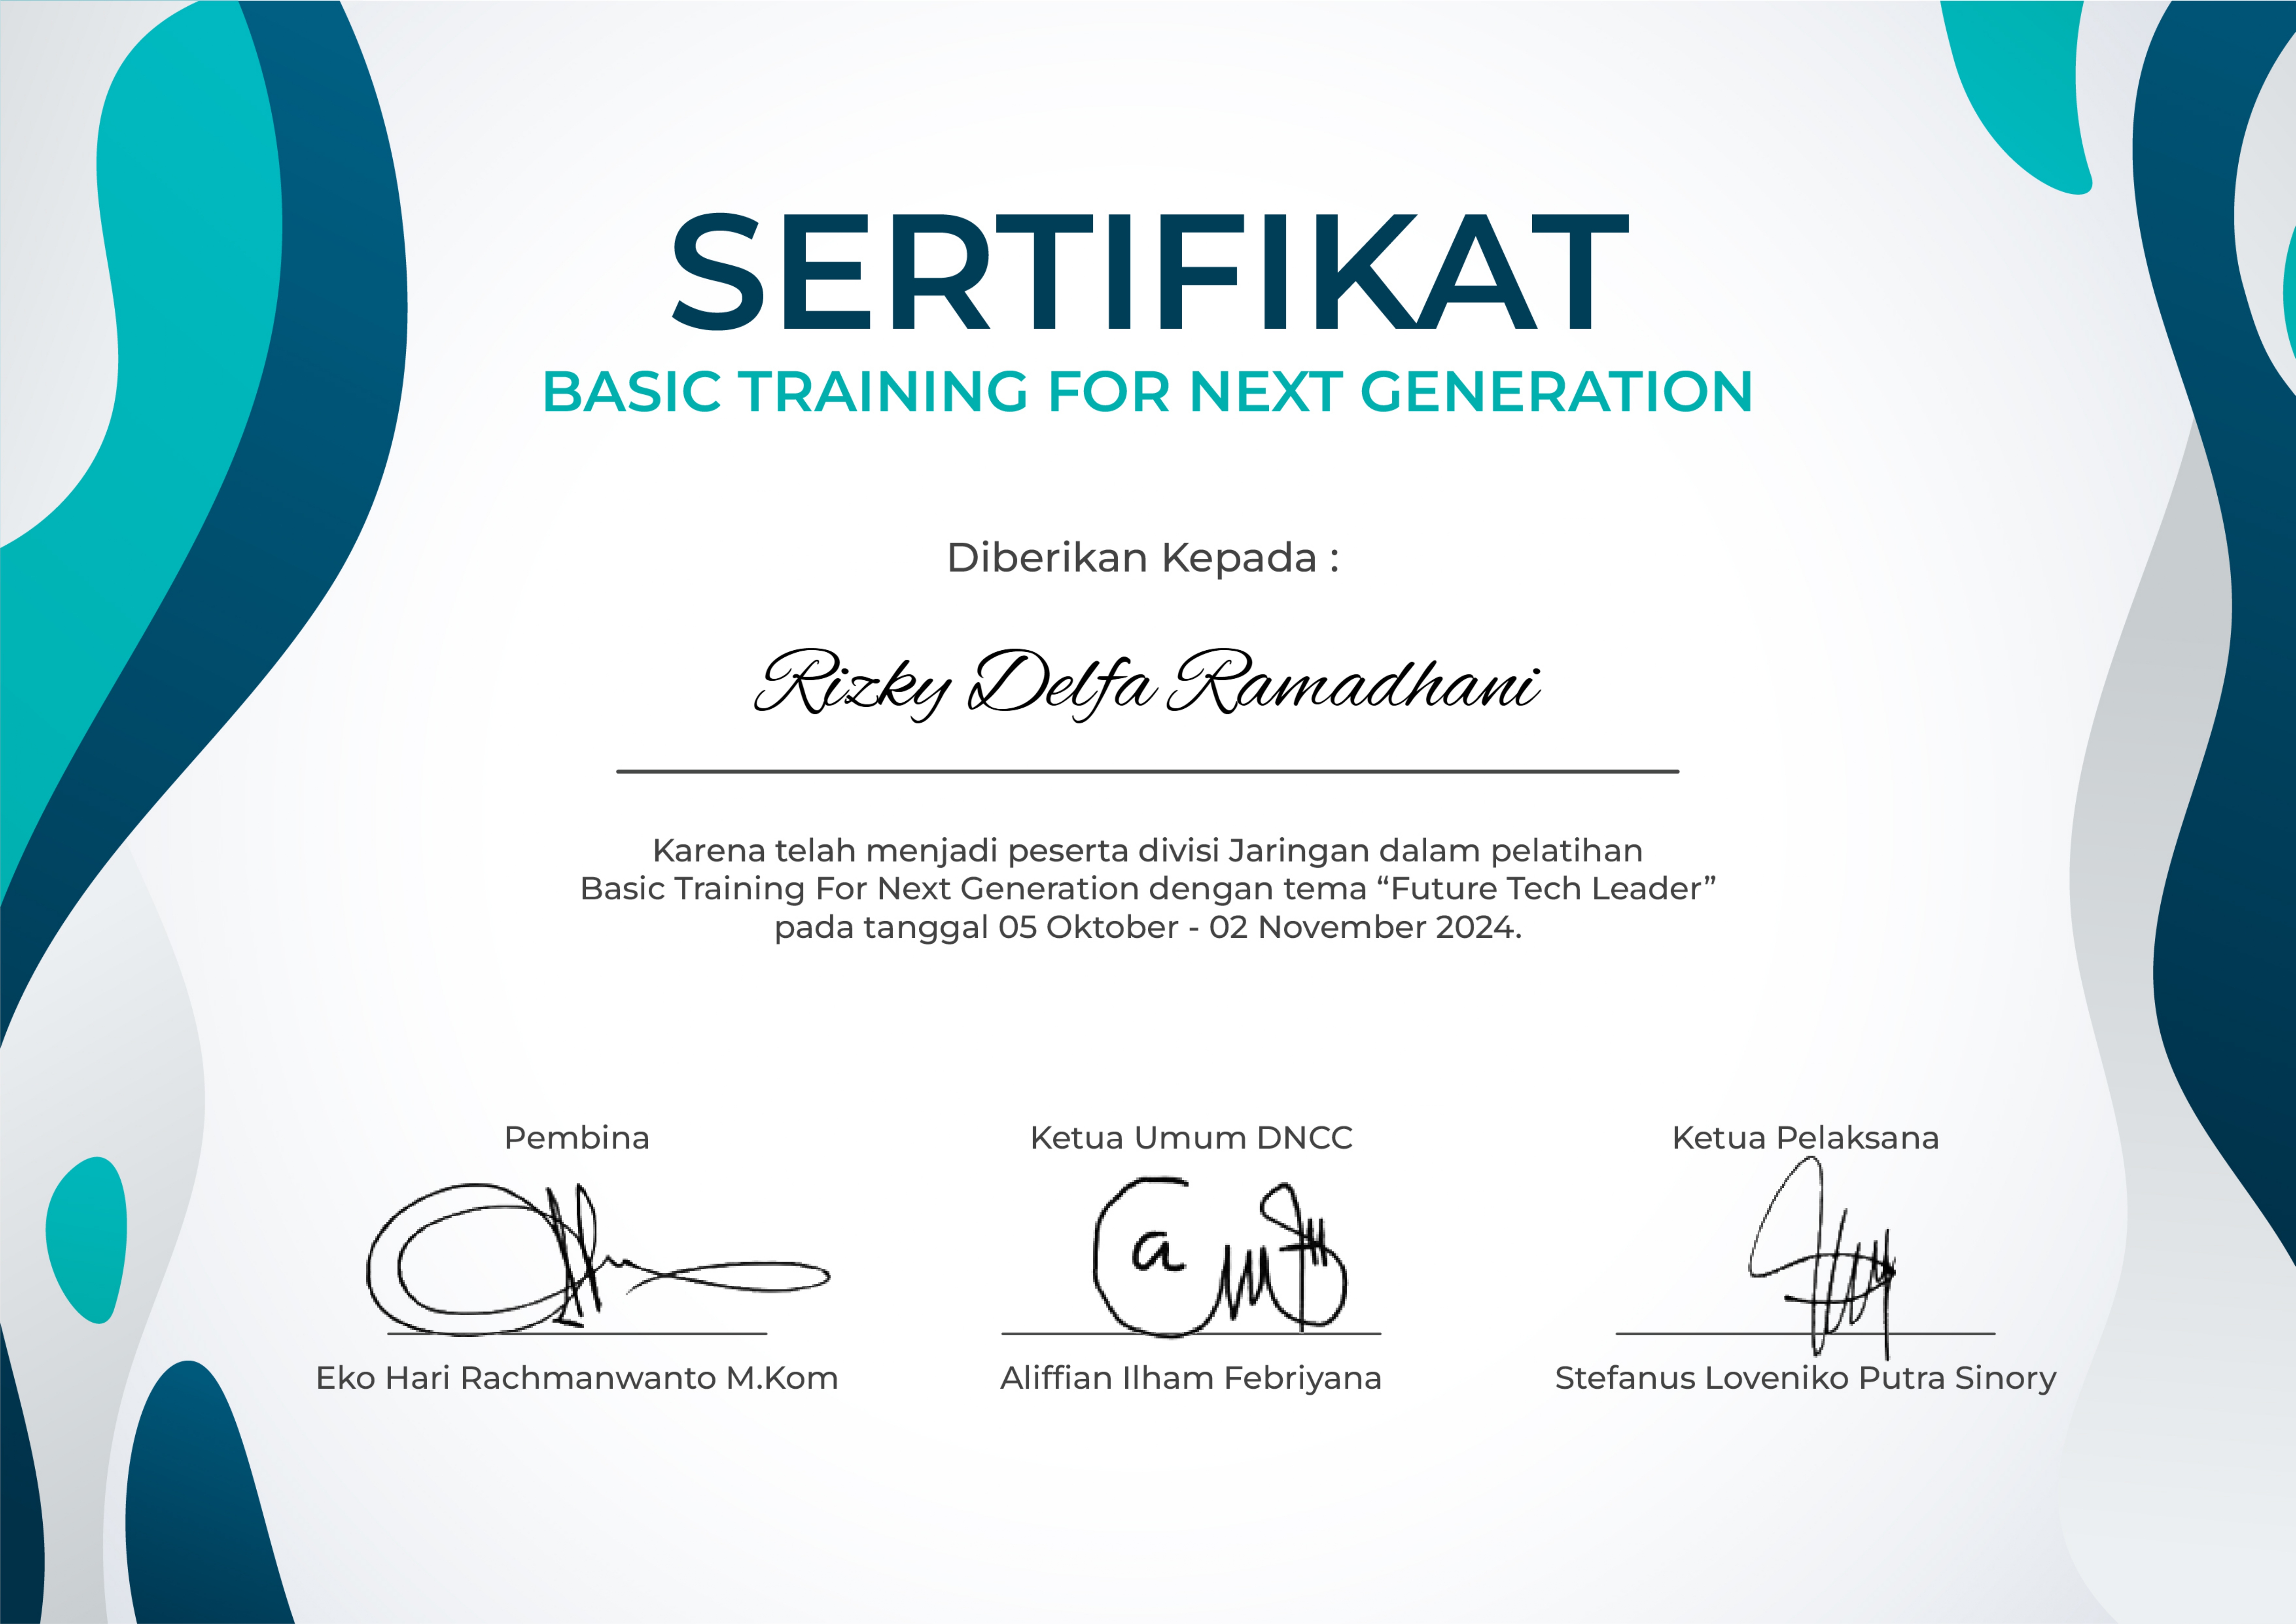 SERTIFIKAT
BASIC TRAINING FOR NEXT GENERATION
Diberikan Kepada :
Rizky Delfa Ramadhani
Karena telah menjadi peserta divisi Jaringan dalam pelatihan
Basic Training For Next Generation dengan tema “Future Tech Leader”
pada tanggal 05 Oktober - 02 November 2024.
Pembina
Ketua Umum DNCC
Ketua Pelaksana
Eko Hari Rachmanwanto M.Kom
Aliffian Ilham Febriyana
Stefanus Loveniko Putra Sinory